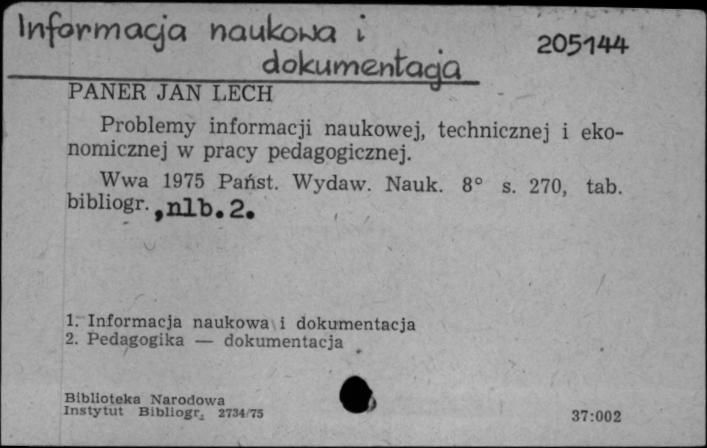 Informacja naukowa i
205144
dokumentacja
PANER JAN LECH
Problemy informacji naukowej, technicznej i eko-
nomicznej w pracy pedagogicznej.
Wwa 1975 Państ. Wydaw. Nauk. 8° s. 270, tab.
bibliogr. ,nlb.2.
1. Informacja naukowa i dokumentacja
2. Pedagogika — dokumentacja
Biblioteka Narodowa
Instytut Bibliogr. 2734/75
37:002